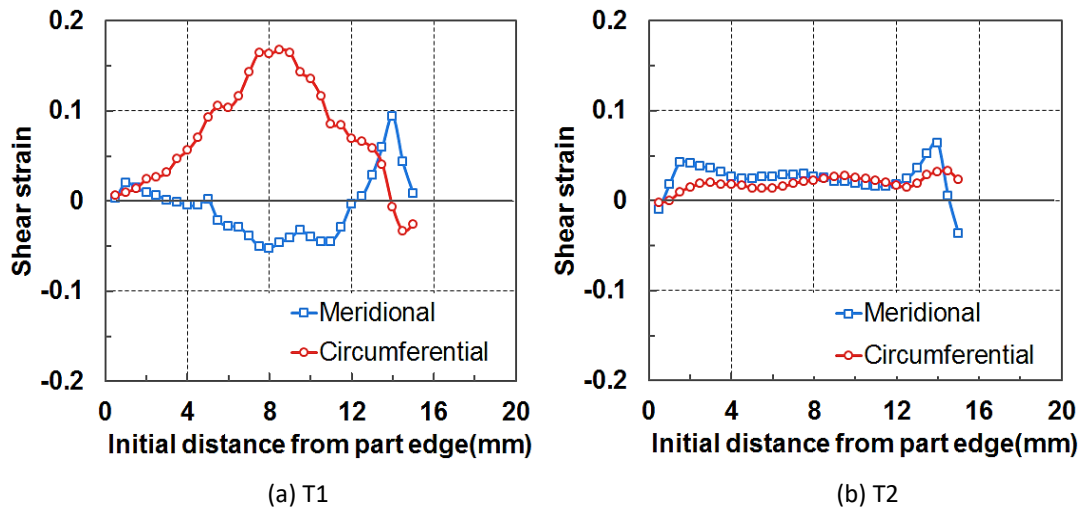 0.2
0.1
0
-0.1
-0.2
Shear strain
Meridional
Circumferential
0 4 8 12 16 20
Initial distance from part edge(mm)
(a) T1
0.2
0.1
0
-0.1
-0.2
Shear strain
Meridional
Circumferential
0 4 8 12 16 20
Initial distance from part edge(mm)
(b) T2